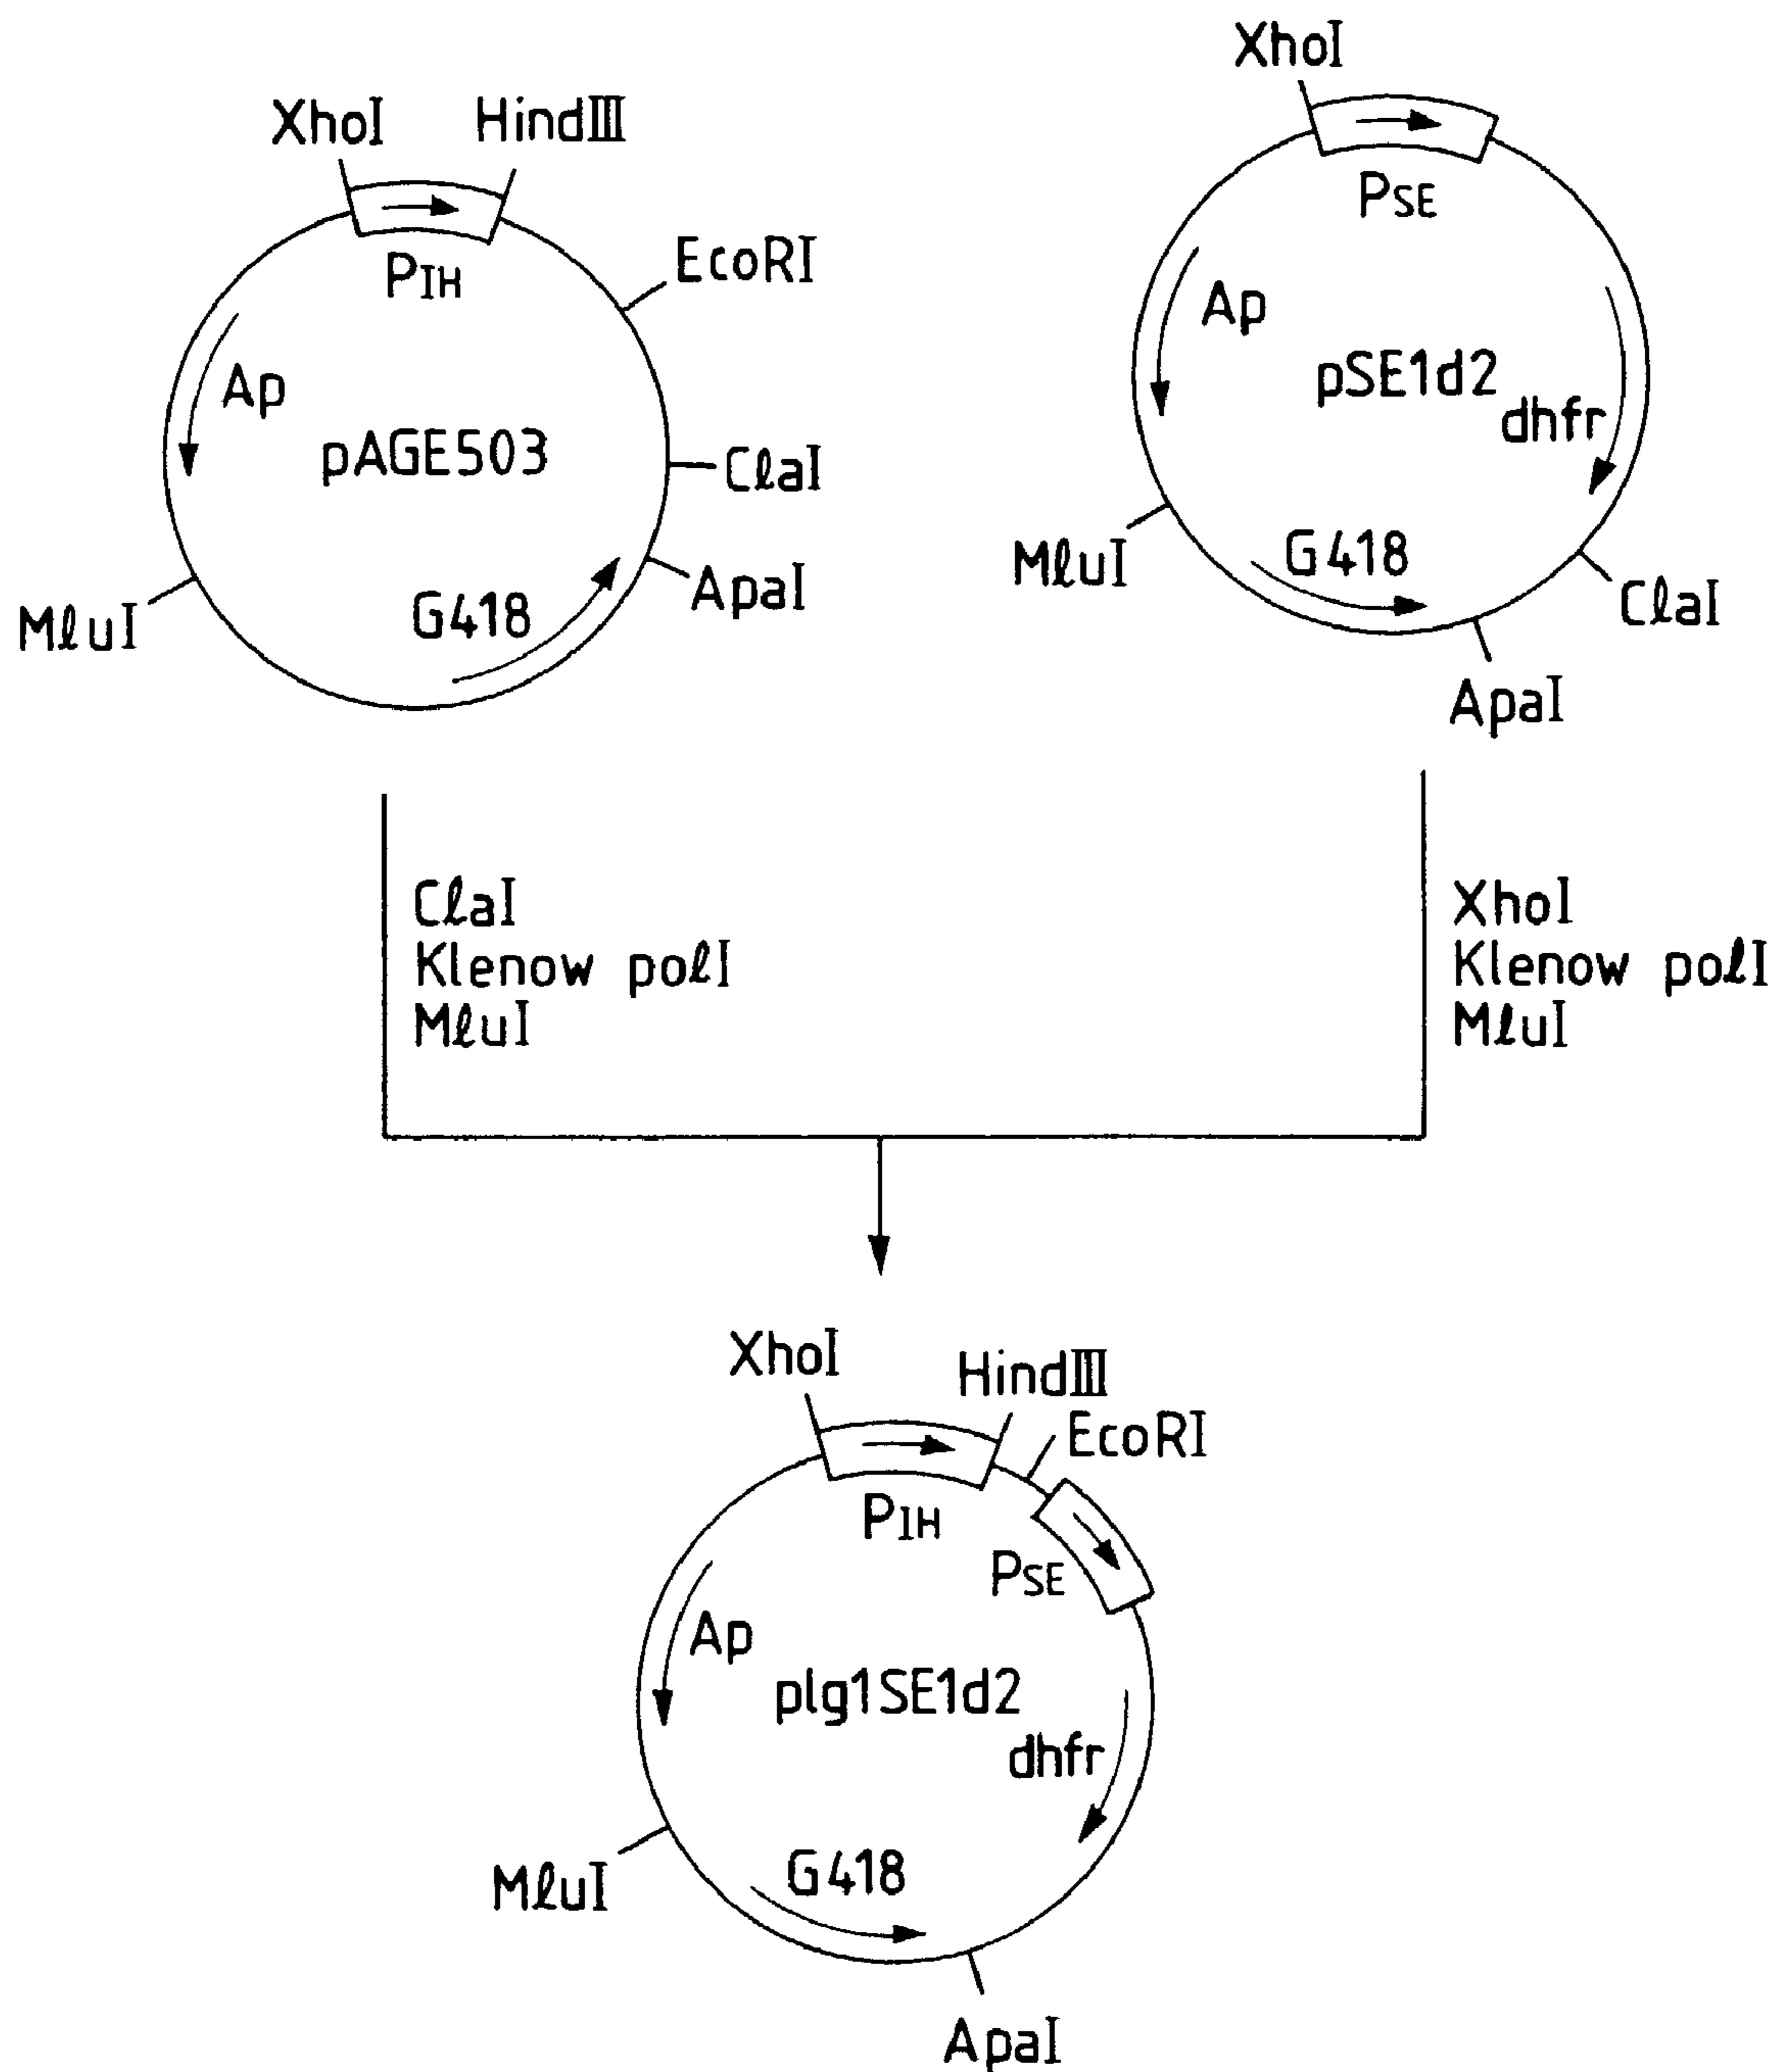 XhoI
HindIII
PIH
EcoRI
Ap
pAGE503
ClaI
ApaI
G418
MluI
XhoI
PSE
Ap
pSE1d2
dhfr
MluI
G418
ClaI
ApaI
ClaI
Klenow polI
MluI
XhoI
Klenow polI
MluI
XhoI
HindIII
EcoRI
PIH
PSE
Ap
pIg1SE1d2
dhfr
MluI
G418
ApaI